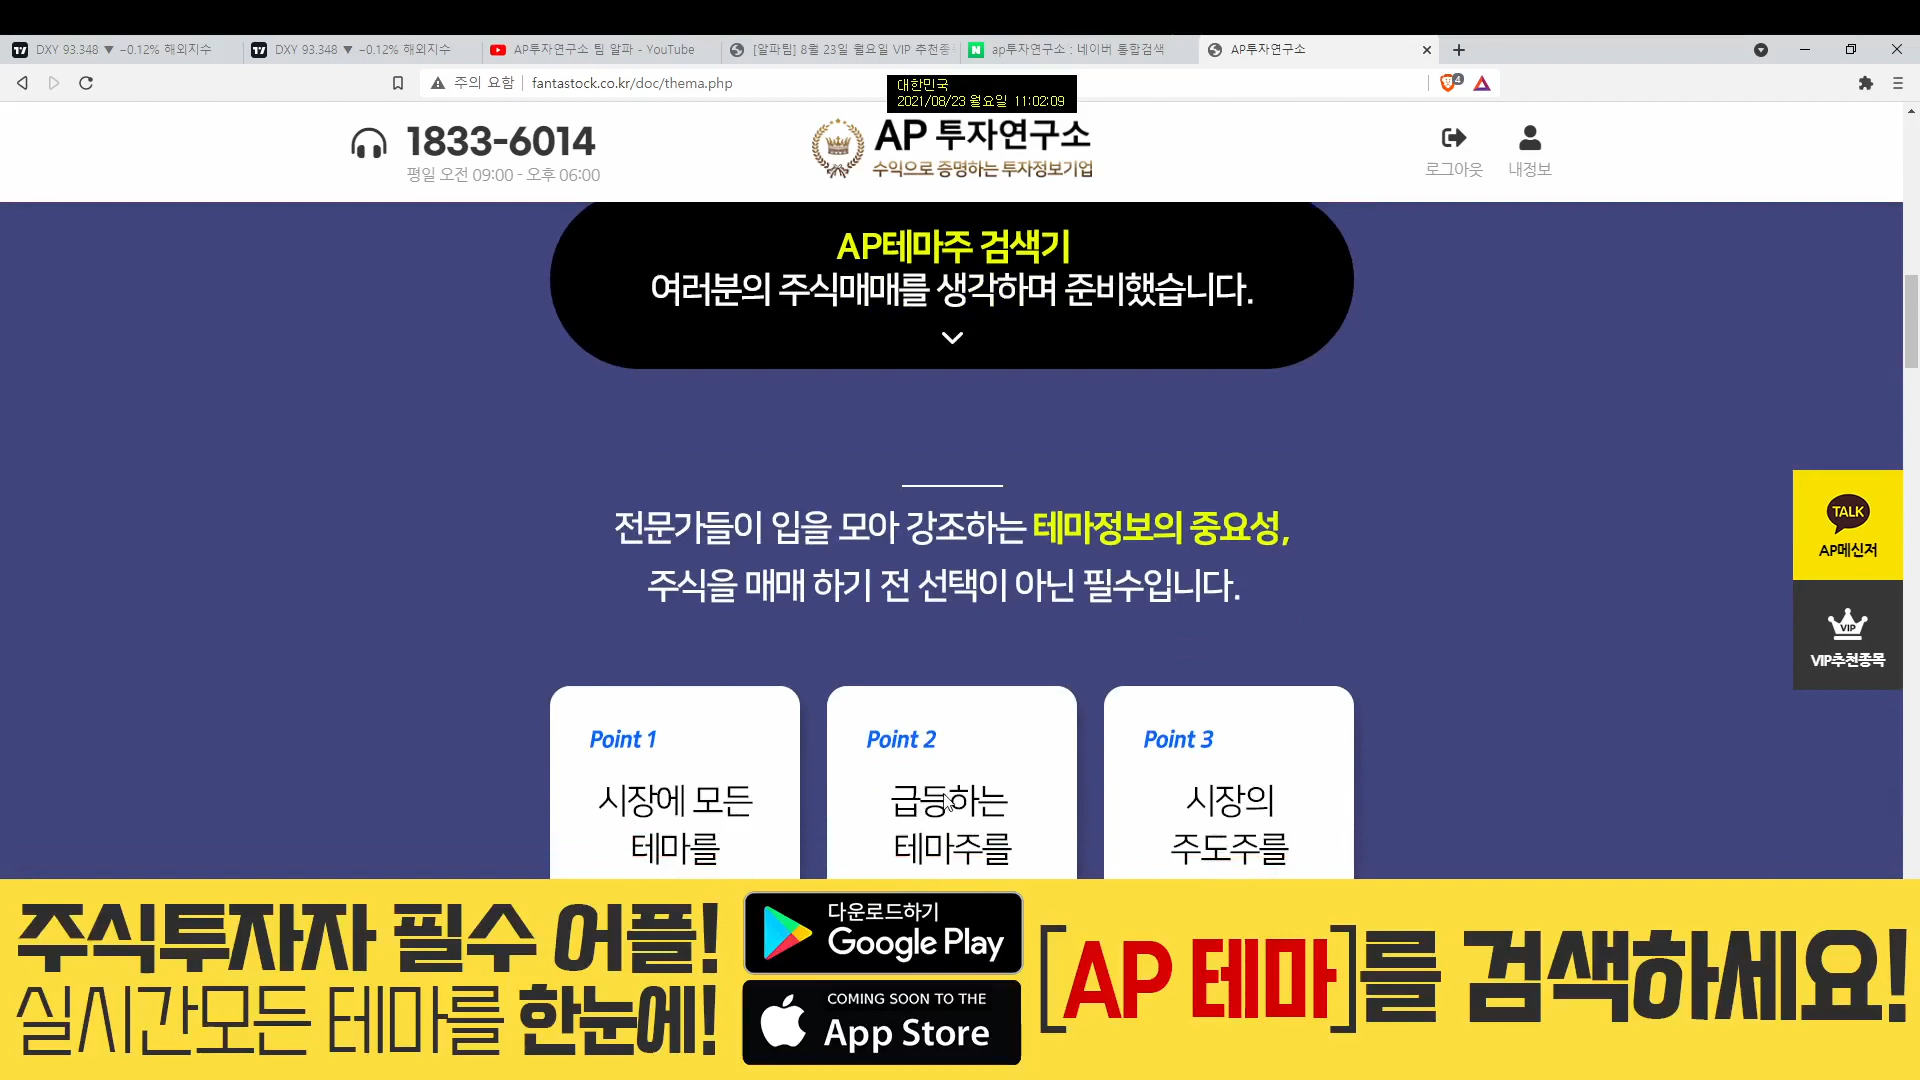 DXY 93.348 ▼ −0.12% 해외지수
DXY 93.348 ▼ −0.12% 해외지수
AP투자연구소 팀 알파 - YouTube
[알파팀] 8월 23일 월요일 VIP 추천종
ap투자연구소 : 네이버 통합검색
AP투자연구소
주의 요함
fantastock.co.kr/doc/thema.php
4
대한민국
2021/08/23 월요일 11:02:09
1833-6014
평일 오전 09:00 - 오후 06:00
AP 투자연구소
수익으로 증명하는 투자정보기업
로그아웃
내정보
AP테마주 검색기
여러분의 주식매매를 생각하며 준비했습니다.
전문가들이 입을 모아 강조하는 테마정보의 중요성,
주식을 매매 하기 전 선택이 아닌 필수입니다.
TALK
AP메신저
VIP
VIP추천종목
Point 1
시장에 모든
테마를
Point 2
급등하는
테마주를
Point 3
시장의
주도주를
주식투자자 필수 어플!
실시간모든 테마를 한눈에!
다운로드하기
Google Play
COMING SOON TO THE
App Store
[AP 테마]를 검색하세요!